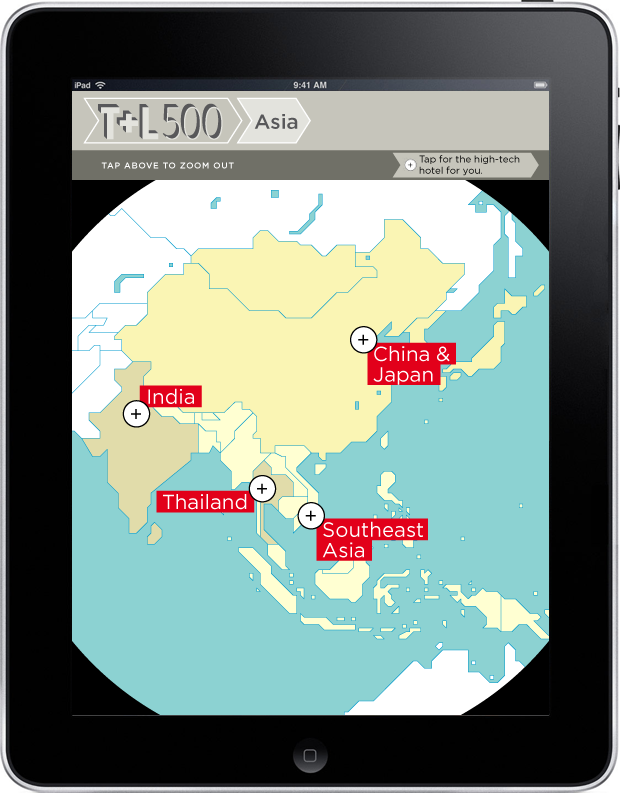 iPad 9:41 AM
T+L 500 Asia
TAP ABOVE TO ZOOM OUT
Tap for the high-tech
hotel for you.
China &
Japan
India
Thailand
Southeast
Asia